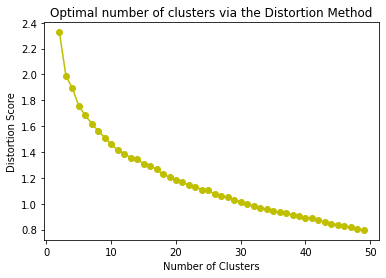 Optimal number of clusters via the Distortion Method
2.4
2.2
2.0
1.8
1.6
1.4
1.2
1.0
0.8
Distortion Score
0 10 20 30 40 50
Number of Clusters